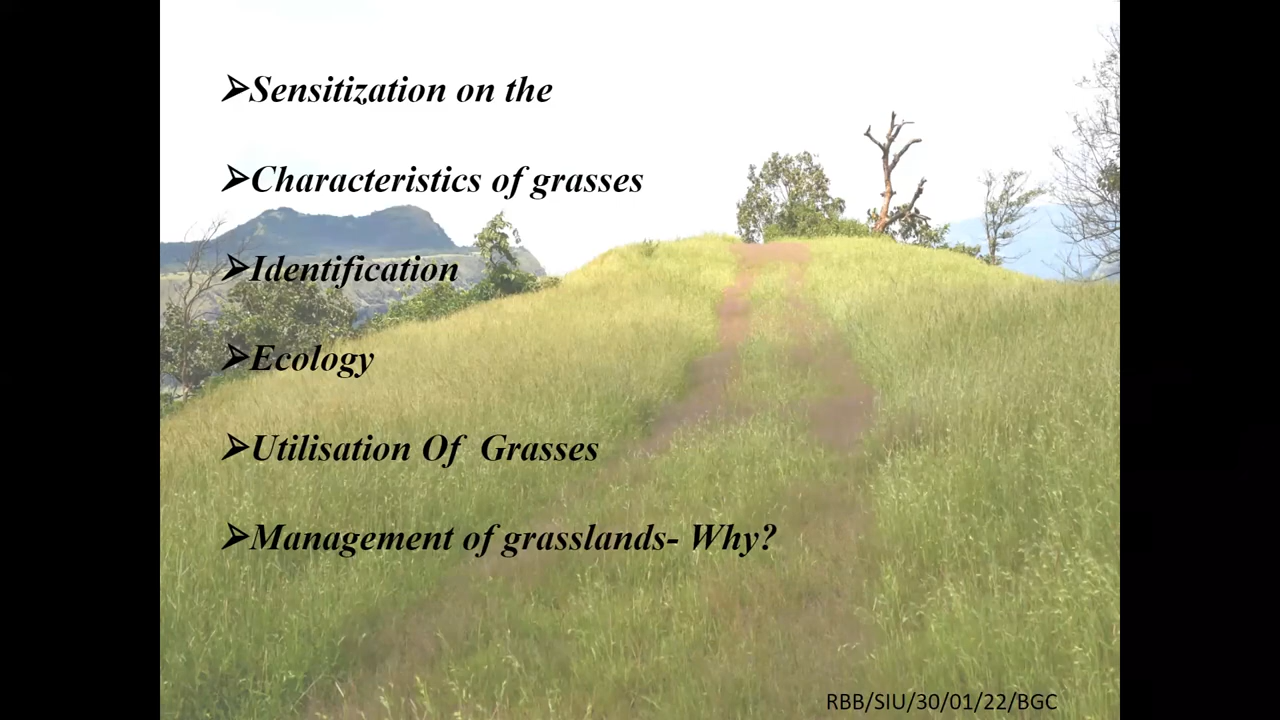 ➢Sensitization on the
➢Characteristics of grasses
➢Identification
➢Ecology
➢Utilisation Of  Grasses
➢Management of grasslands- Why?
RBB/SIU/30/01/22/BGC